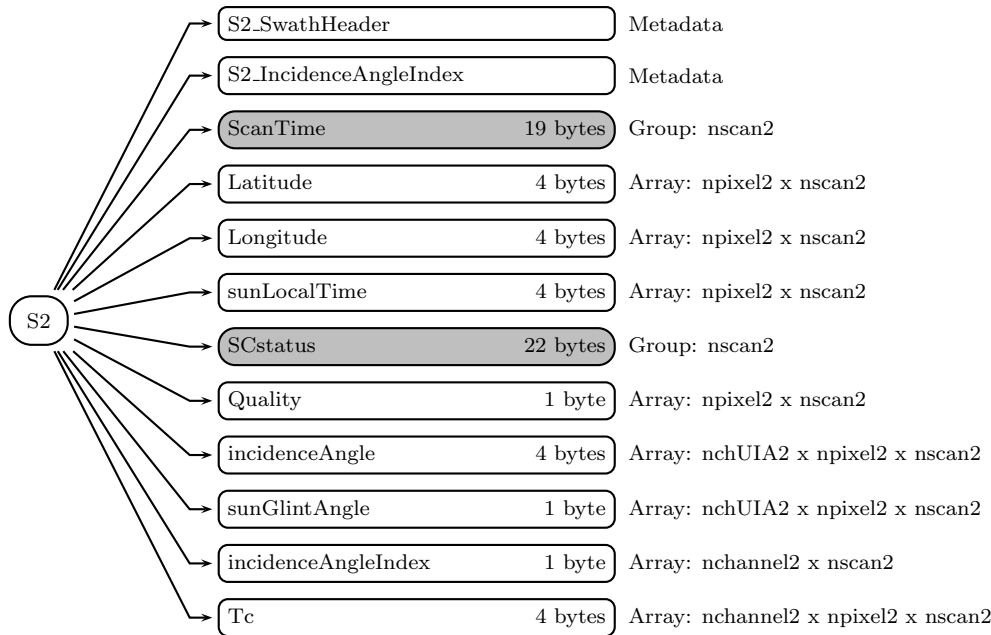 S2_SwathHeader Metadata
S2_IncidenceAngleIndex Metadata
ScanTime 19 bytes Group: nscan2
Latitude 4 bytes Array: npixel2 x nscan2
Longitude 4 bytes Array: npixel2 x nscan2
sunLocalTime 4 bytes Array: npixel2 x nscan2
S2
SCstatus 22 bytes Group: nscan2
Quality 1 byte Array: npixel2 x nscan2
incidenceAngle 4 bytes Array: nchUIA2 x npixel2 x nscan2
sunGlintAngle 1 byte Array: nchUIA2 x npixel2 x nscan2
incidenceAngleIndex 1 byte Array: nchannel2 x nscan2
Tc 4 bytes Array: nchannel2 x npixel2 x nscan2